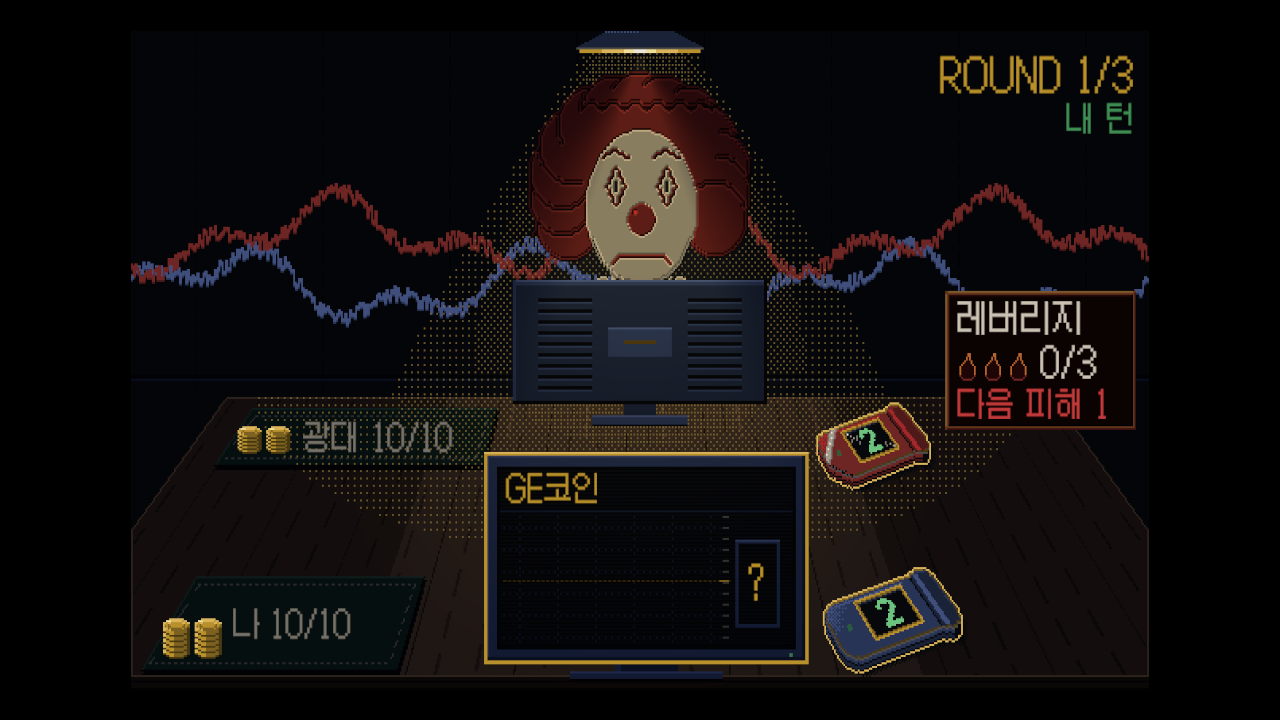 ROUND 1/3
내 턴
레버리지
0/3
다음 피해 1
광대 10/10
2
GE코인
?
나 10/10
2